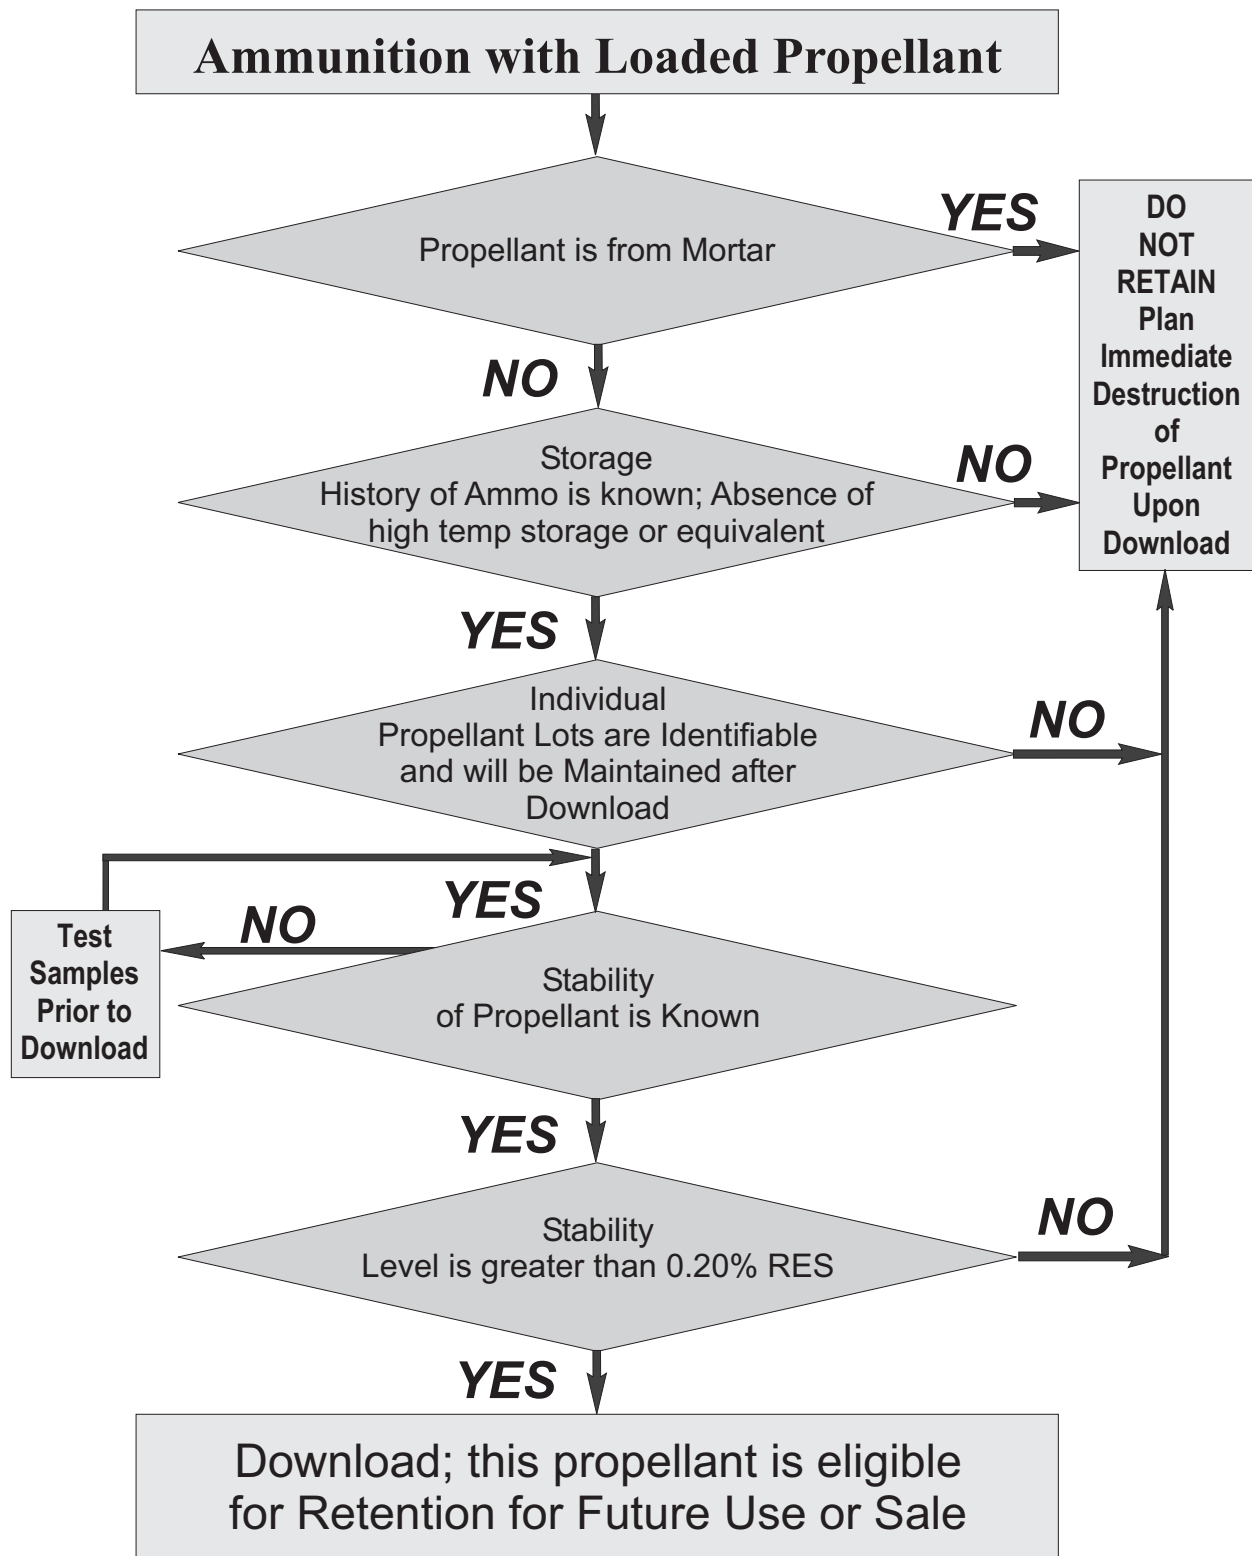 Ammunition with Loaded Propellant
Propellant is from Mortar
YES
DO
NOT
RETAIN
Plan
Immediate
Destruction
of
Propellant
Upon
Download
NO
Storage
History of Ammo is known; Absence of
high temp storage or equivalent
NO
YES
Individual
Propellant Lots are Identifiable
and will be Maintained after
Download
NO
YES
NO
Test
Samples
Prior to
Download
Stability
of Propellant is Known
YES
Stability
Level is greater than 0.20% RES
NO
YES
Download; this propellant is eligible
for Retention for Future Use or Sale